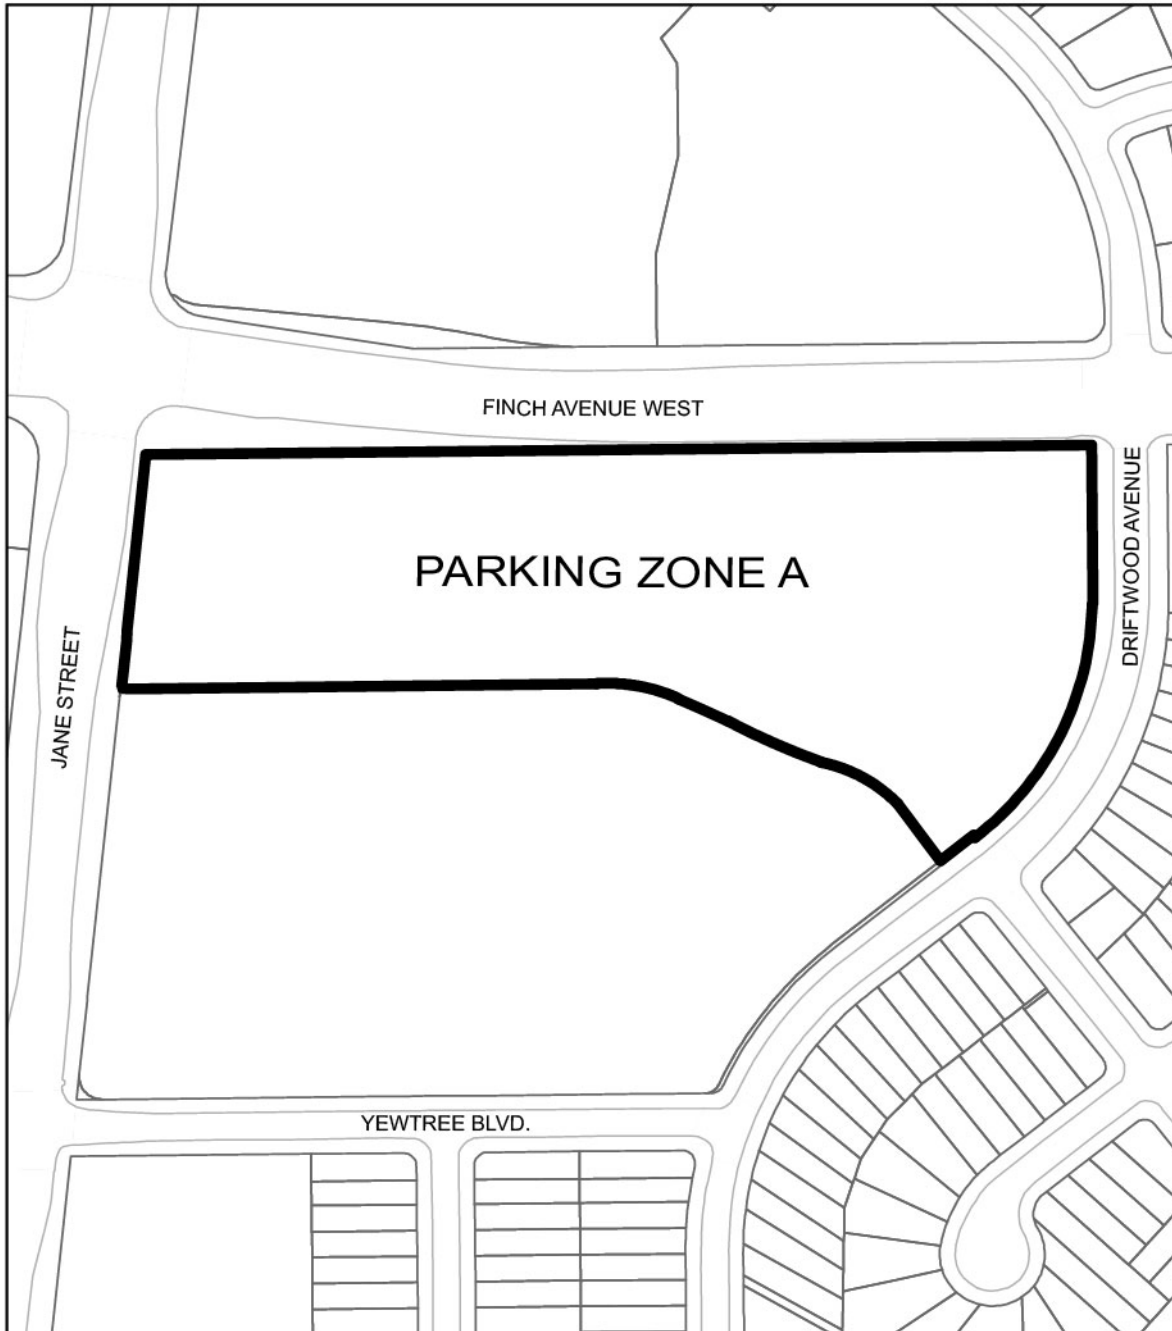 FINCH AVENUE WEST
DRIFTWOOD AVENUE
PARKING ZONE A
JANE STREET
YEWTREE BLVD.